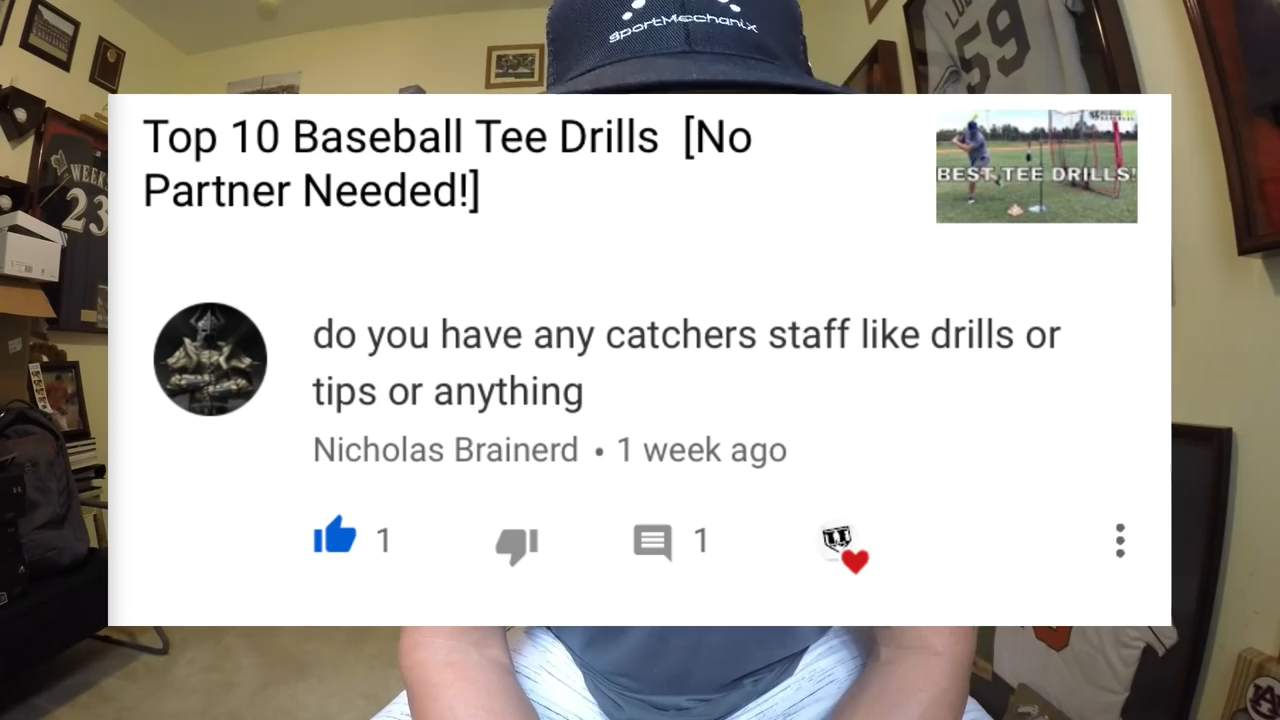 SportMechanix
LUG
59
WEEKS
23
Top 10 Baseball Tee Drills [No
Partner Needed!]
BEST TEE DRILLS!
do you have any catchers staff like drills or
tips or anything
Nicholas Brainerd • 1 week ago
1
1